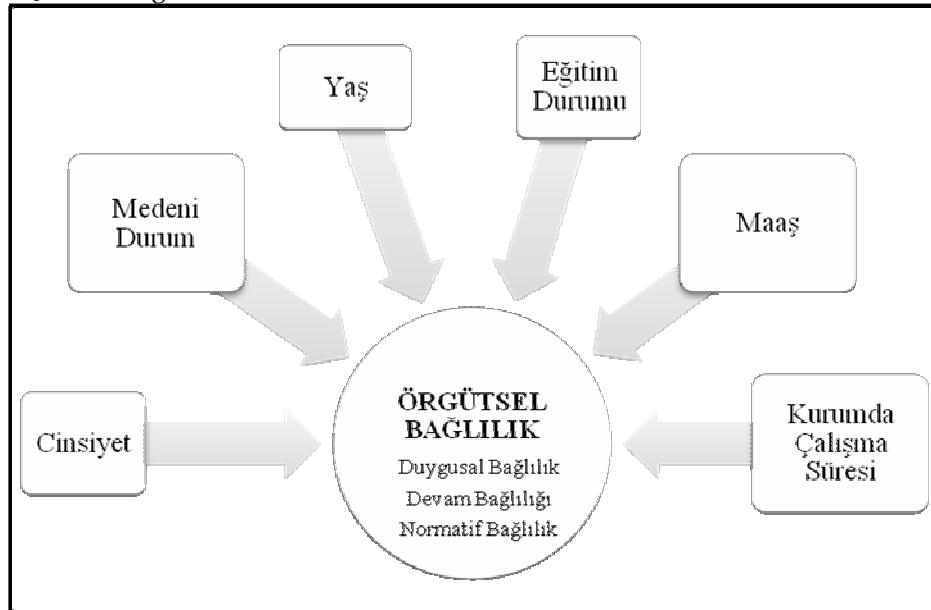 Yaş
Eğitim
Durumu
Medeni
Durum
Maaş
Cinsiyet
ÖRGÜTSEL
BAĞLILIK
Duygusal Bağlılık
Devam Bağlılığı
Normatif Bağlılık
Kurumda
Çalışma
Süresi